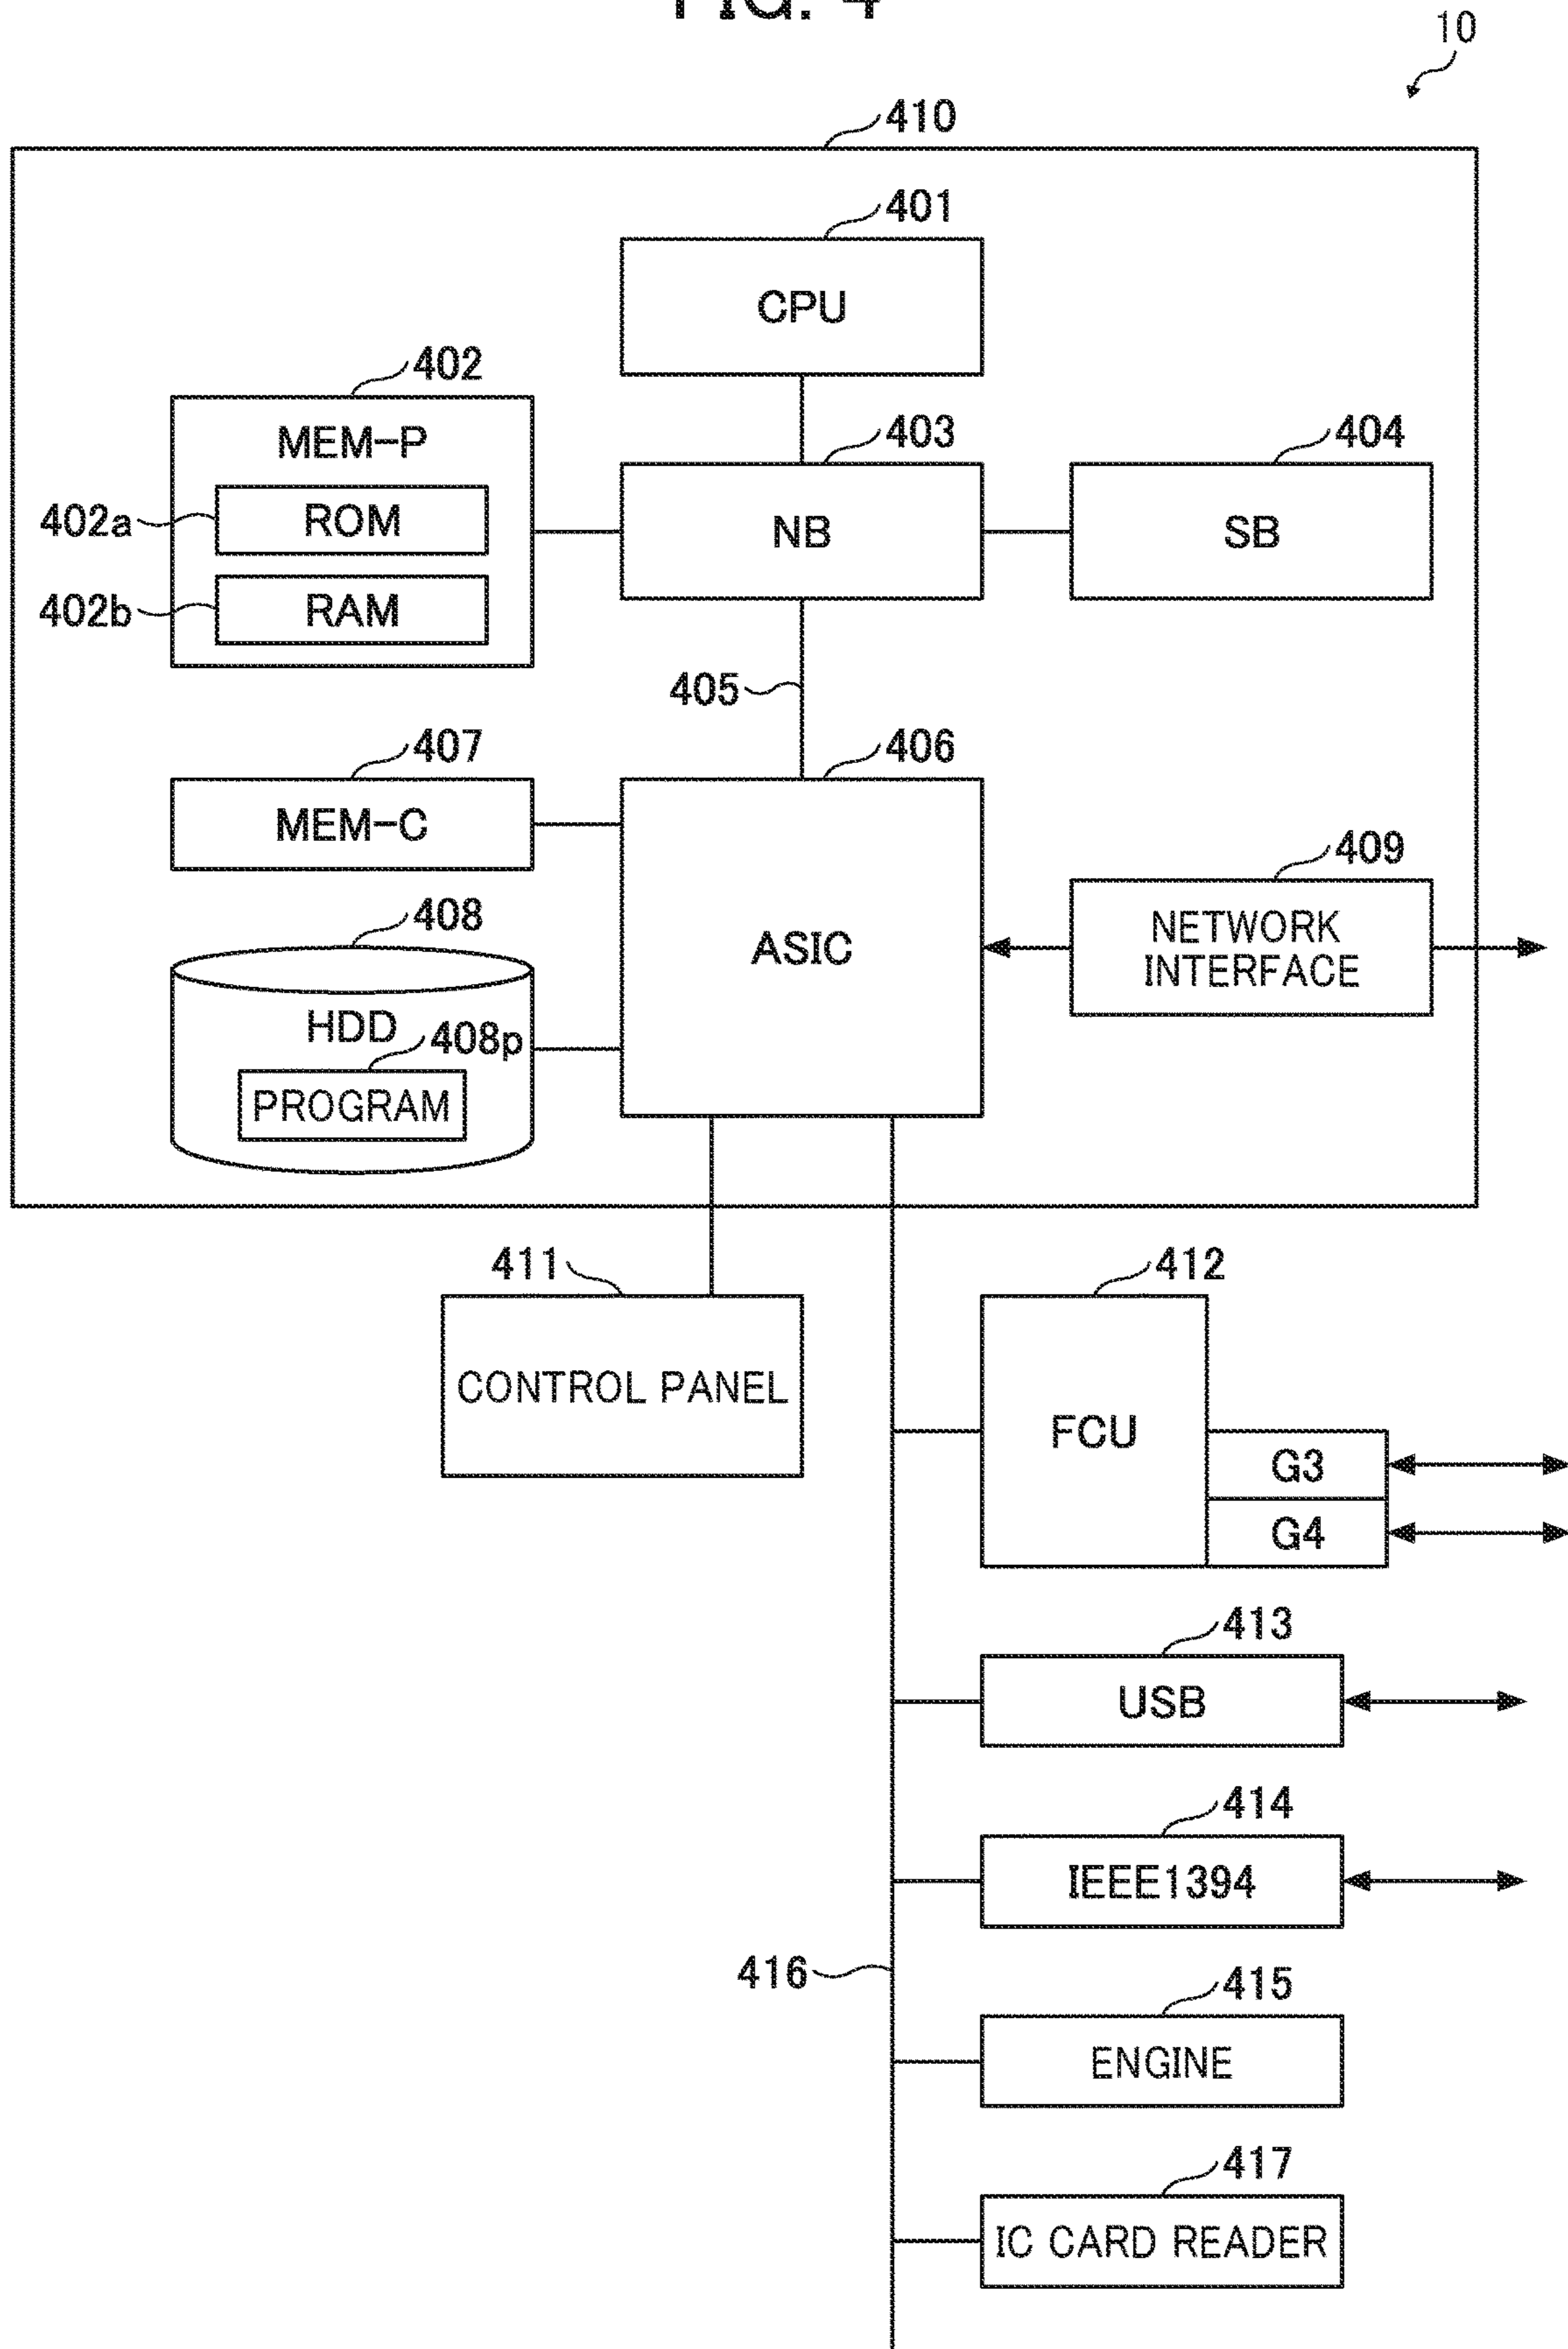 FIG. 4
10
410
401
CPU
402
MEM-P
403
404
402a
ROM
NB
SB
402b
RAM
405
407
406
MEM-C
409
408
ASIC
NETWORK
INTERFACE
HDD
408p
PROGRAM
411
412
CONTROL PANEL
FCU
G3
G4
413
USB
414
IEEE1394
416
415
ENGINE
417
IC CARD READER